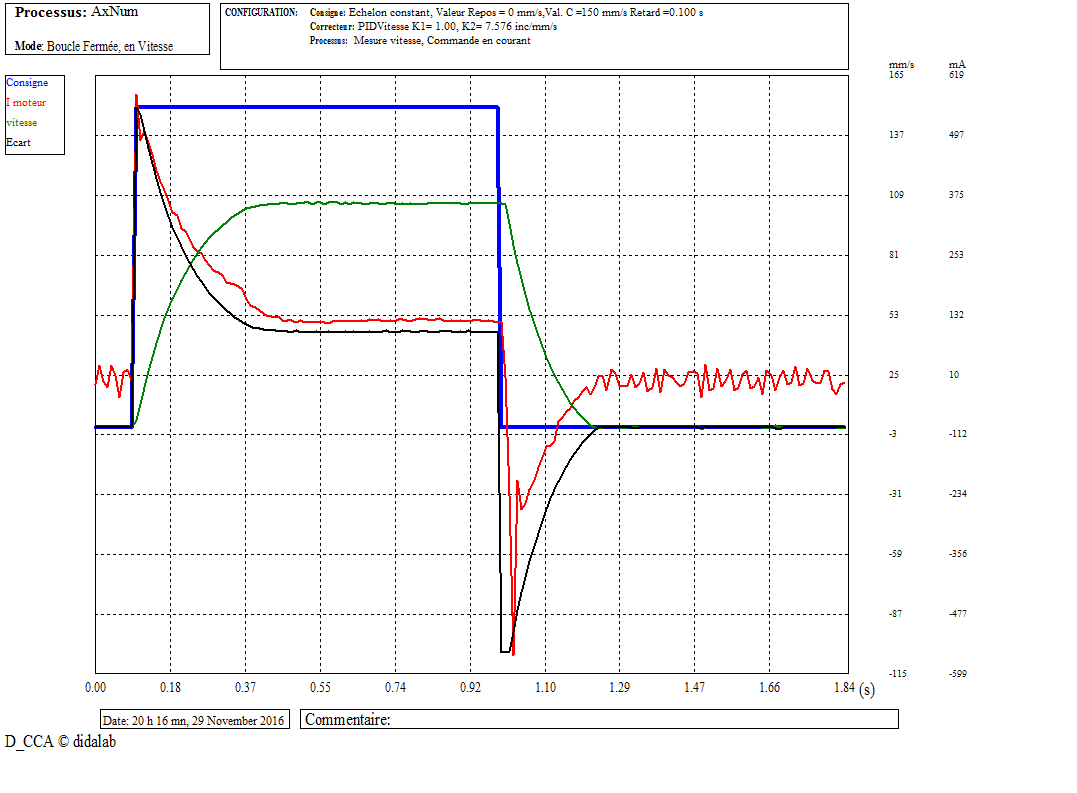 Processus: AxNum
Mode: Boucle Fermée, en Vitesse
CONFIGURATION: Consigne: Echelon constant, Valeur Repos = 0 mm/s,Val. C =150 mm/s Retard =0.100 s
Correcteur: PIDVitesse K1= 1.00, K2= 7.576 inc/mm/s
Processus: Mesure vitesse, Commande en courant
Consigne
I moteur
vitesse
Ecart
mm/s mA
165 619
137 497
109 375
81 253
53 132
25 10
-3 -112
-31 -234
-59 -356
-87 -477
-115 -599
0.00 0.18 0.37 0.55 0.74 0.92 1.10 1.29 1.47 1.66 1.84 (s)
Date: 20 h 16 mn, 29 November 2016
Commentaire:
D_CCA © didalab